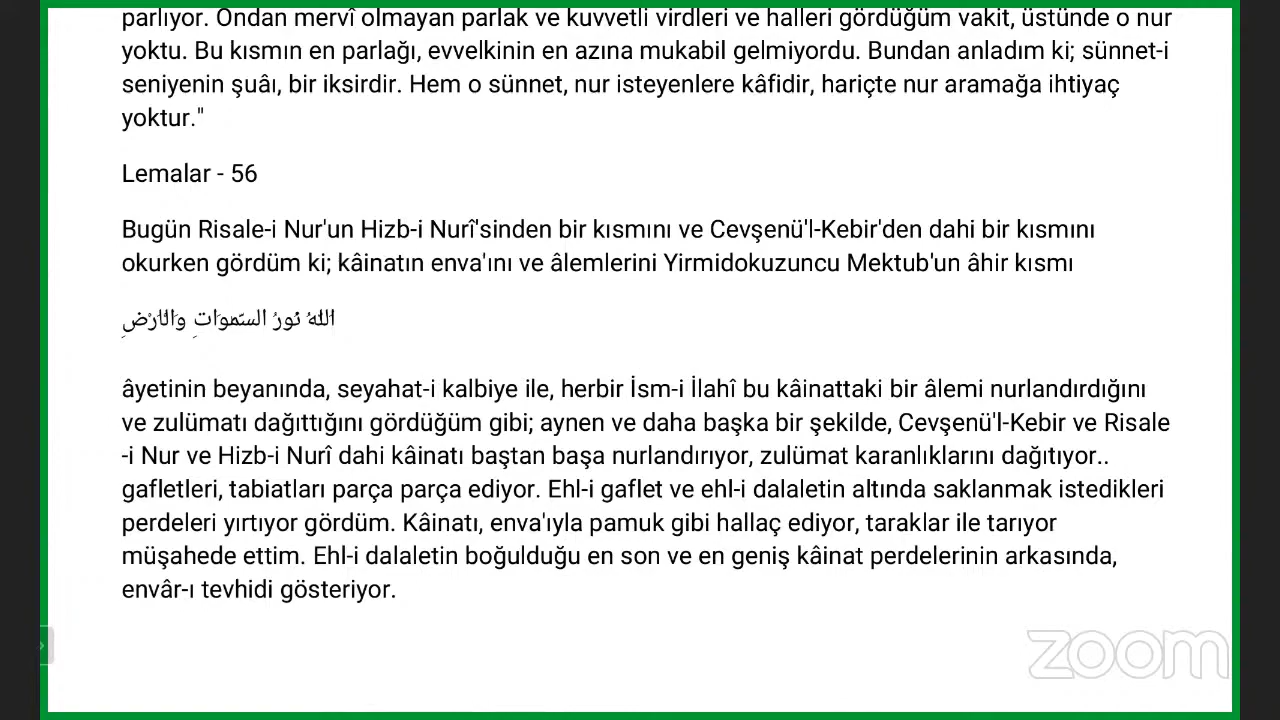 parlıyor. Ondan mervî olmayan parlak ve kuvvetli virdleri ve halleri gördüğüm vakit, üstünde o nur
yoktu. Bu kısmın en parlağı, evvelkinin en azına mukabil gelmiyordu. Bundan anladım ki; sünnet-i
seniyenin şuâı, bir iksirdir. Hem o sünnet, nur isteyenlere kâfidir, hariçte nur aramağa ihtiyaç
yoktur."
Lemalar - 56
Bugün Risale-i Nur'un Hizb-i Nurî'sinden bir kısmını ve Cevşenü'l-Kebir'den dahi bir kısmını
okurken gördüm ki; kâinatın enva'ını ve âlemlerini Yirmidokuzuncu Mektub'un âhir kısmı
اَللّٰهُ نُورُ السَّمٰوَاتِ وَالْاَرْضِ
âyetinin beyanında, seyahat-i kalbiye ile, herbir İsm-i İlahî bu kâinattaki bir âlemi nurlandırdığını
ve zulümatı dağıttığını gördüğüm gibi; aynen ve daha başka bir şekilde, Cevşenü'l-Kebir ve Risale
-i Nur ve Hizb-i Nurî dahi kâinatı baştan başa nurlandırıyor, zulümat karanlıklarını dağıtıyor..
gafletleri, tabiatları parça parça ediyor. Ehl-i gaflet ve ehl-i dalaletin altında saklanmak istedikleri
perdeleri yırtıyor gördüm. Kâinatı, enva'ıyla pamuk gibi hallaç ediyor, taraklar ile tarıyor
müşahede ettim. Ehl-i dalaletin boğulduğu en son ve en geniş kâinat perdelerinin arkasında,
envâr-ı tevhidi gösteriyor.
zoom